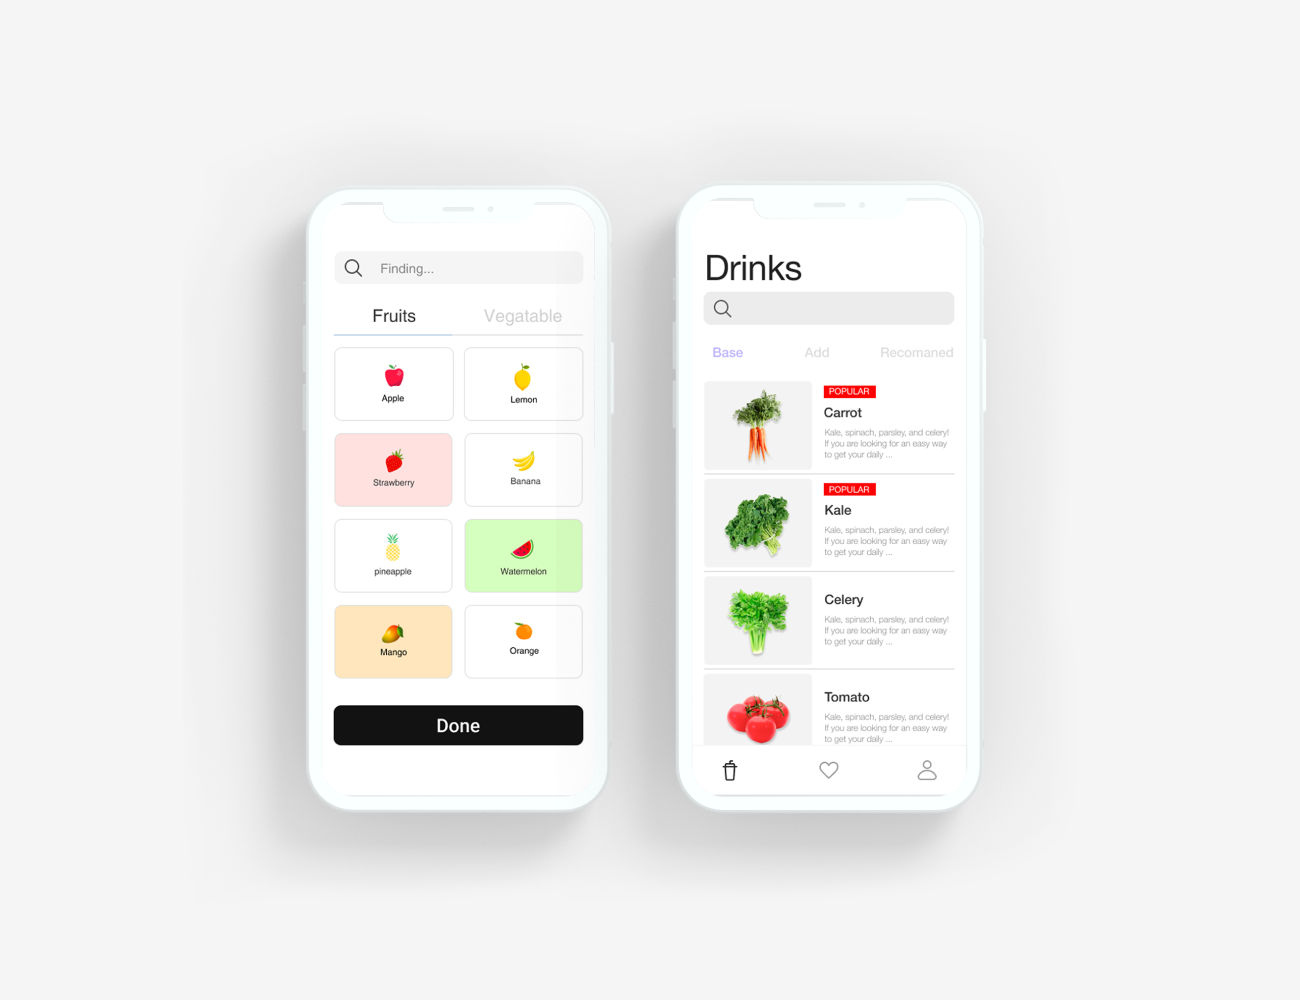 Finding...
Fruits
Vegatable
Apple
Lemon
Strawberry
Banana
pineapple
Watermelon
Mango
Orange
Done
Drinks
Base
Add
Recomaned
POPULAR
Carrot
Kale, spinach, parsley, and celery!
If you are looking for an easy way
to get your daily ...
POPULAR
Kale
Kale, spinach, parsley, and celery!
If you are looking for an easy way
to get your daily ...
Celery
Kale, spinach, parsley, and celery!
If you are looking for an easy way
to get your daily ...
Tomato
Kale, spinach, parsley, and celery!
If you are looking for an easy way
to get your daily ...